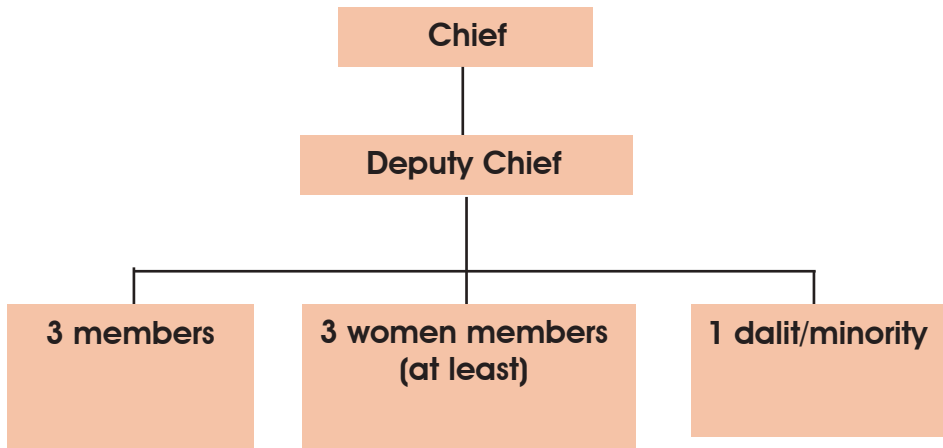 Chief
Deputy Chief
3 members
3 women members
(at least)
1 dalit/minority